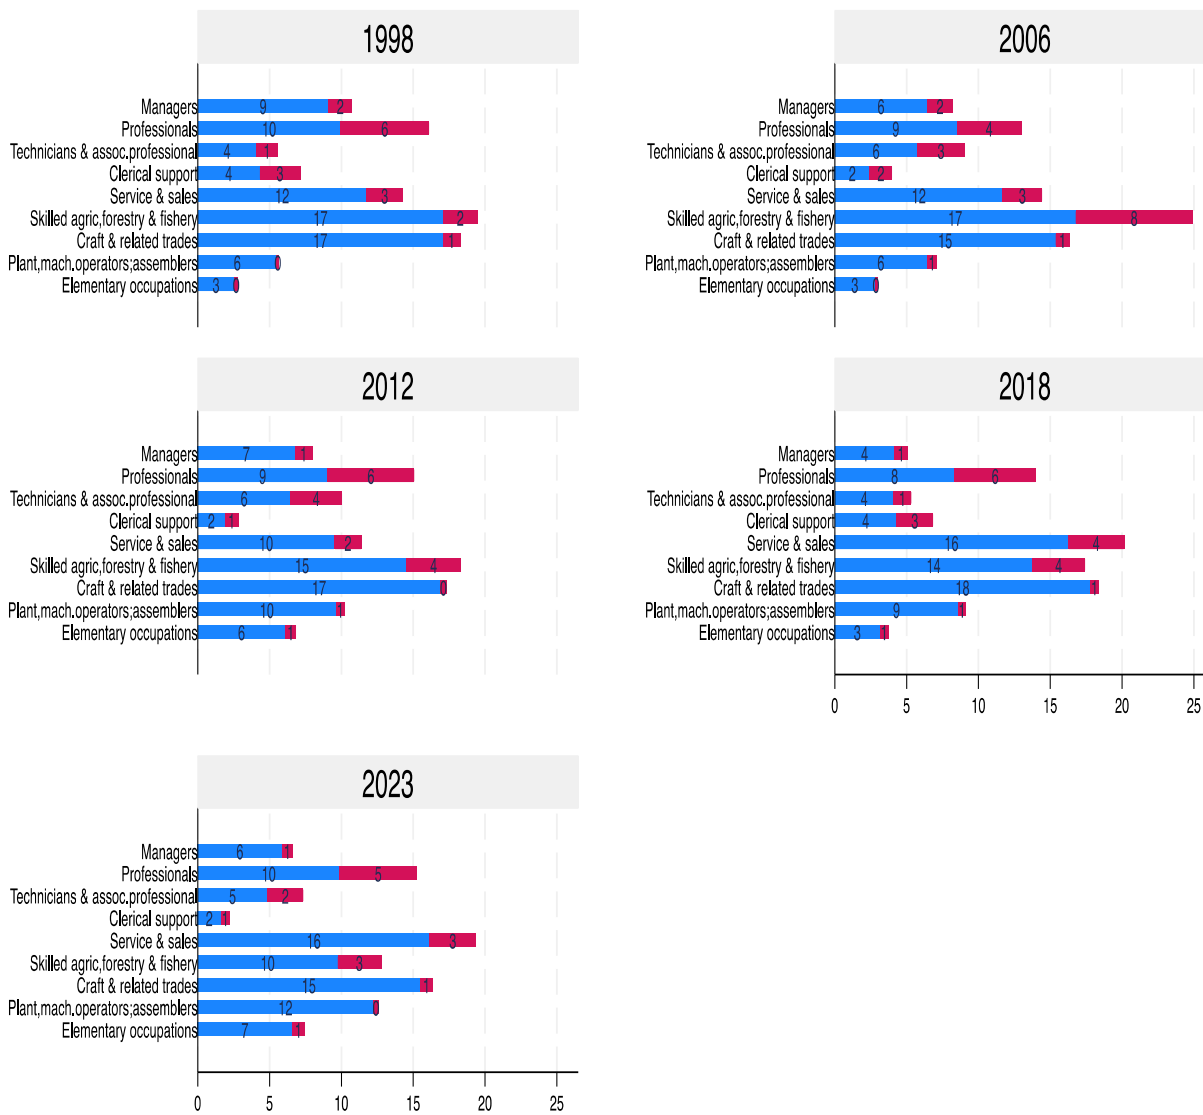 1998
Managers 9 2
Professionals 10 6
Technicians & assoc.professional 4 1
Clerical support 4 3
Service & sales 12 3
Skilled agric,forestry & fishery 17 2
Craft & related trades 17 1
Plant,mach.operators;assemblers 6 0
Elementary occupations 3 0
2006
Managers 6 2
Professionals 9 4
Technicians & assoc.professional 6 3
Clerical support 2 2
Service & sales 12 3
Skilled agric,forestry & fishery 17 8
Craft & related trades 15 1
Plant,mach.operators;assemblers 6 1
Elementary occupations 3 0
2012
Managers 7 1
Professionals 9 6
Technicians & assoc.professional 6 4
Clerical support 2 1
Service & sales 10 2
Skilled agric,forestry & fishery 15 4
Craft & related trades 17 0
Plant,mach.operators;assemblers 10 1
Elementary occupations 6 1
2018
Managers 4 1
Professionals 8 6
Technicians & assoc.professional 4 1
Clerical support 4 3
Service & sales 16 4
Skilled agric,forestry & fishery 14 4
Craft & related trades 18 1
Plant,mach.operators;assemblers 9 1
Elementary occupations 3 1
0 5 10 15 20 25
2023
Managers 6 1
Professionals 10 5
Technicians & assoc.professional 5 2
Clerical support 2 1
Service & sales 16 3
Skilled agric,forestry & fishery 10 3
Craft & related trades 15 1
Plant,mach.operators;assemblers 12 0
Elementary occupations 7 1
0 5 10 15 20 25